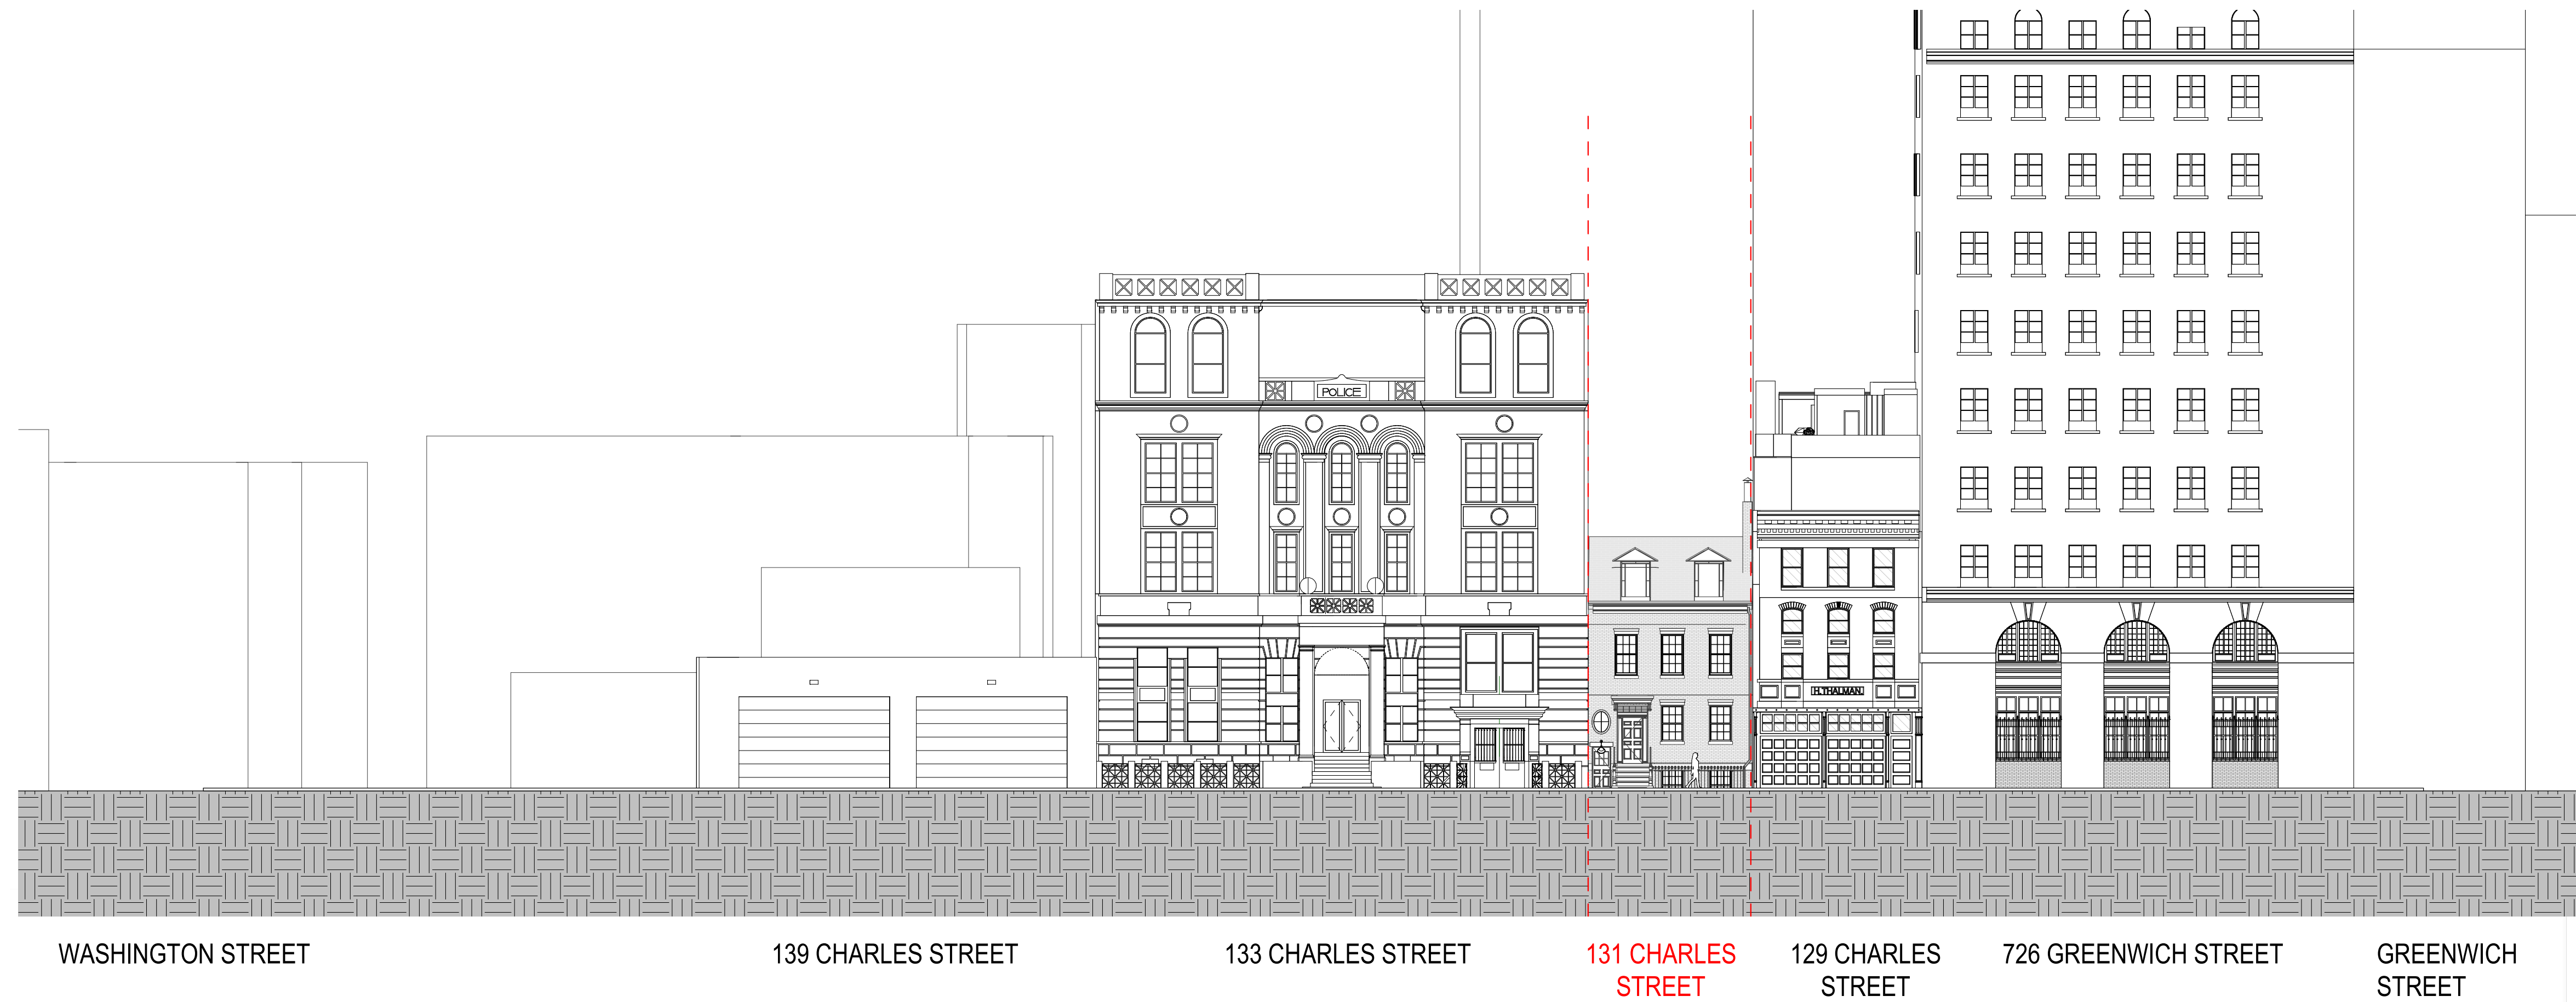 POLICE
H.THALMAN.
WASHINGTON STREET
139 CHARLES STREET
133 CHARLES STREET
131 CHARLES
STREET
129 CHARLES
STREET
726 GREENWICH STREET
GREENWICH
STREET